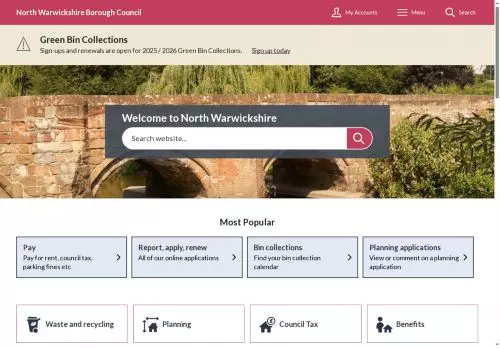 North Warwickshire Borough Council
My Accounts
Menu
Search
Green Bin Collections
Sign-ups and renewals are open for 2025 / 2026 Green Bin Collections. Sign up today
Welcome to North Warwickshire
Search website...
Most Popular
Pay
Pay for rent, council tax,
parking fines etc
Report, apply, renew
All of our online applications
Bin collections
Find your bin collection
calendar
Planning applications
View or comment on a planning
application
Waste and recycling
Planning
Council Tax
Benefits